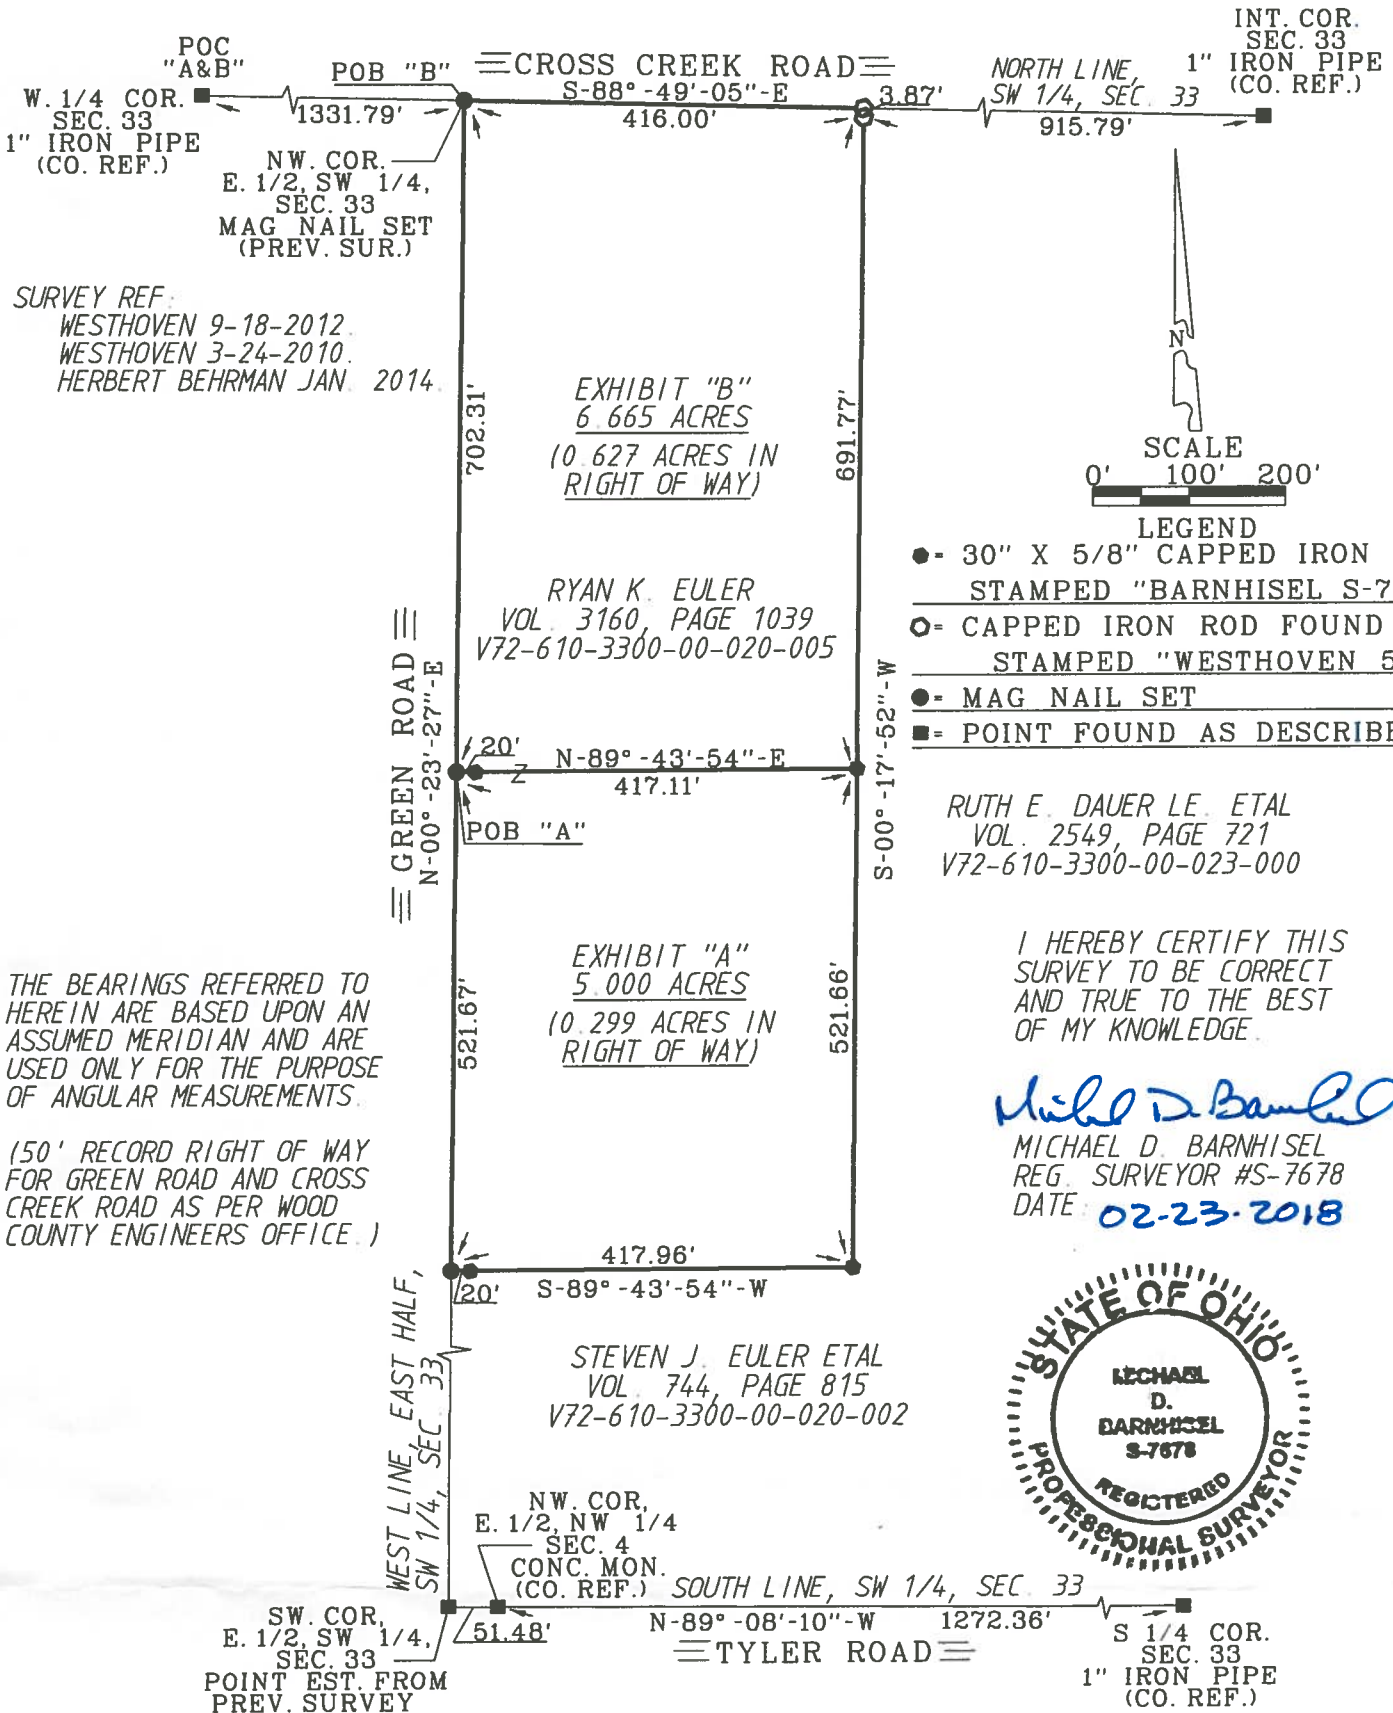 POC
"A&B"
W. 1/4 COR.
SEC. 33
1" IRON PIPE
(CO. REF.)
POB "B"
1331.79'
CROSS CREEK ROAD
S-88°-49'-05"-E
416.00'
3.87'
NORTH LINE,
SW 1/4, SEC. 33
915.79'
INT. COR.
SEC. 33
1" IRON PIPE
(CO. REF.)
NW. COR.
E. 1/2, SW 1/4,
SEC. 33
MAG NAIL SET
(PREV. SUR.)
SURVEY REF:
WESTHOVEN 9-18-2012.
WESTHOVEN 3-24-2010.
HERBERT BEHRMAN JAN. 2014.
702.31'
EXHIBIT "B"
6.665 ACRES
(0.627 ACRES IN
RIGHT OF WAY)
691.77'
N
SCALE
0' 100' 200'
LEGEND
= 30" X 5/8" CAPPED IRON
STAMPED "BARNHISEL S-7
= CAPPED IRON ROD FOUND
STAMPED "WESTHOVEN 5
= MAG NAIL SET
= POINT FOUND AS DESCRIBE
RYAN K. EULER
VOL. 3160, PAGE 1039
V72-610-3300-00-020-005
GREEN ROAD
N-00°-23'-27"-E
S-00°-17'-52"-W
20'
N-89°-43'-54"-E
417.11'
POB "A"
RUTH E. DAUER LE. ETAL
VOL. 2549, PAGE 721
V72-610-3300-00-023-000
521.67'
EXHIBIT "A"
5.000 ACRES
(0.299 ACRES IN
RIGHT OF WAY)
521.66'
THE BEARINGS REFERRED TO
HEREIN ARE BASED UPON AN
ASSUMED MERIDIAN AND ARE
USED ONLY FOR THE PURPOSE
OF ANGULAR MEASUREMENTS.
(50' RECORD RIGHT OF WAY
FOR GREEN ROAD AND CROSS
CREEK ROAD AS PER WOOD
COUNTY ENGINEERS OFFICE.)
I HEREBY CERTIFY THIS
SURVEY TO BE CORRECT
AND TRUE TO THE BEST
OF MY KNOWLEDGE.
MICHAEL D. BARNHISEL
REG. SURVEYOR #S-7678
DATE: 02-23-2018
417.96'
20'
S-89°-43'-54"-W
WEST LINE, EAST HALF,
SW 1/4, SEC. 33
STEVEN J. EULER ETAL
VOL. 744, PAGE 815
V72-610-3300-00-020-002
STATE OF OHIO
MICHAEL
D.
BARNHISEL
S-7678
REGISTERED
PROFESSIONAL SURVEYOR
NW. COR,
E. 1/2, NW 1/4
SEC. 4
CONC. MON.
(CO. REF.)
SOUTH LINE, SW 1/4, SEC. 33
51.48'
N-89°-08'-10"-W
1272.36'
TYLER ROAD
SW. COR,
E. 1/2, SW 1/4,
SEC. 33
POINT EST. FROM
PREV. SURVEY
S 1/4 COR.
SEC. 33
1" IRON PIPE
(CO. REF.)